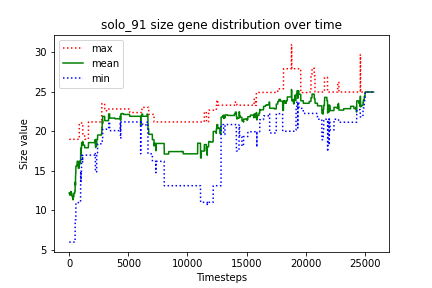 solo_91 size gene distribution over time
max
mean
min
30
25
20
15
10
5
Size value
0
5000
10000
15000
20000
25000
Timesteps